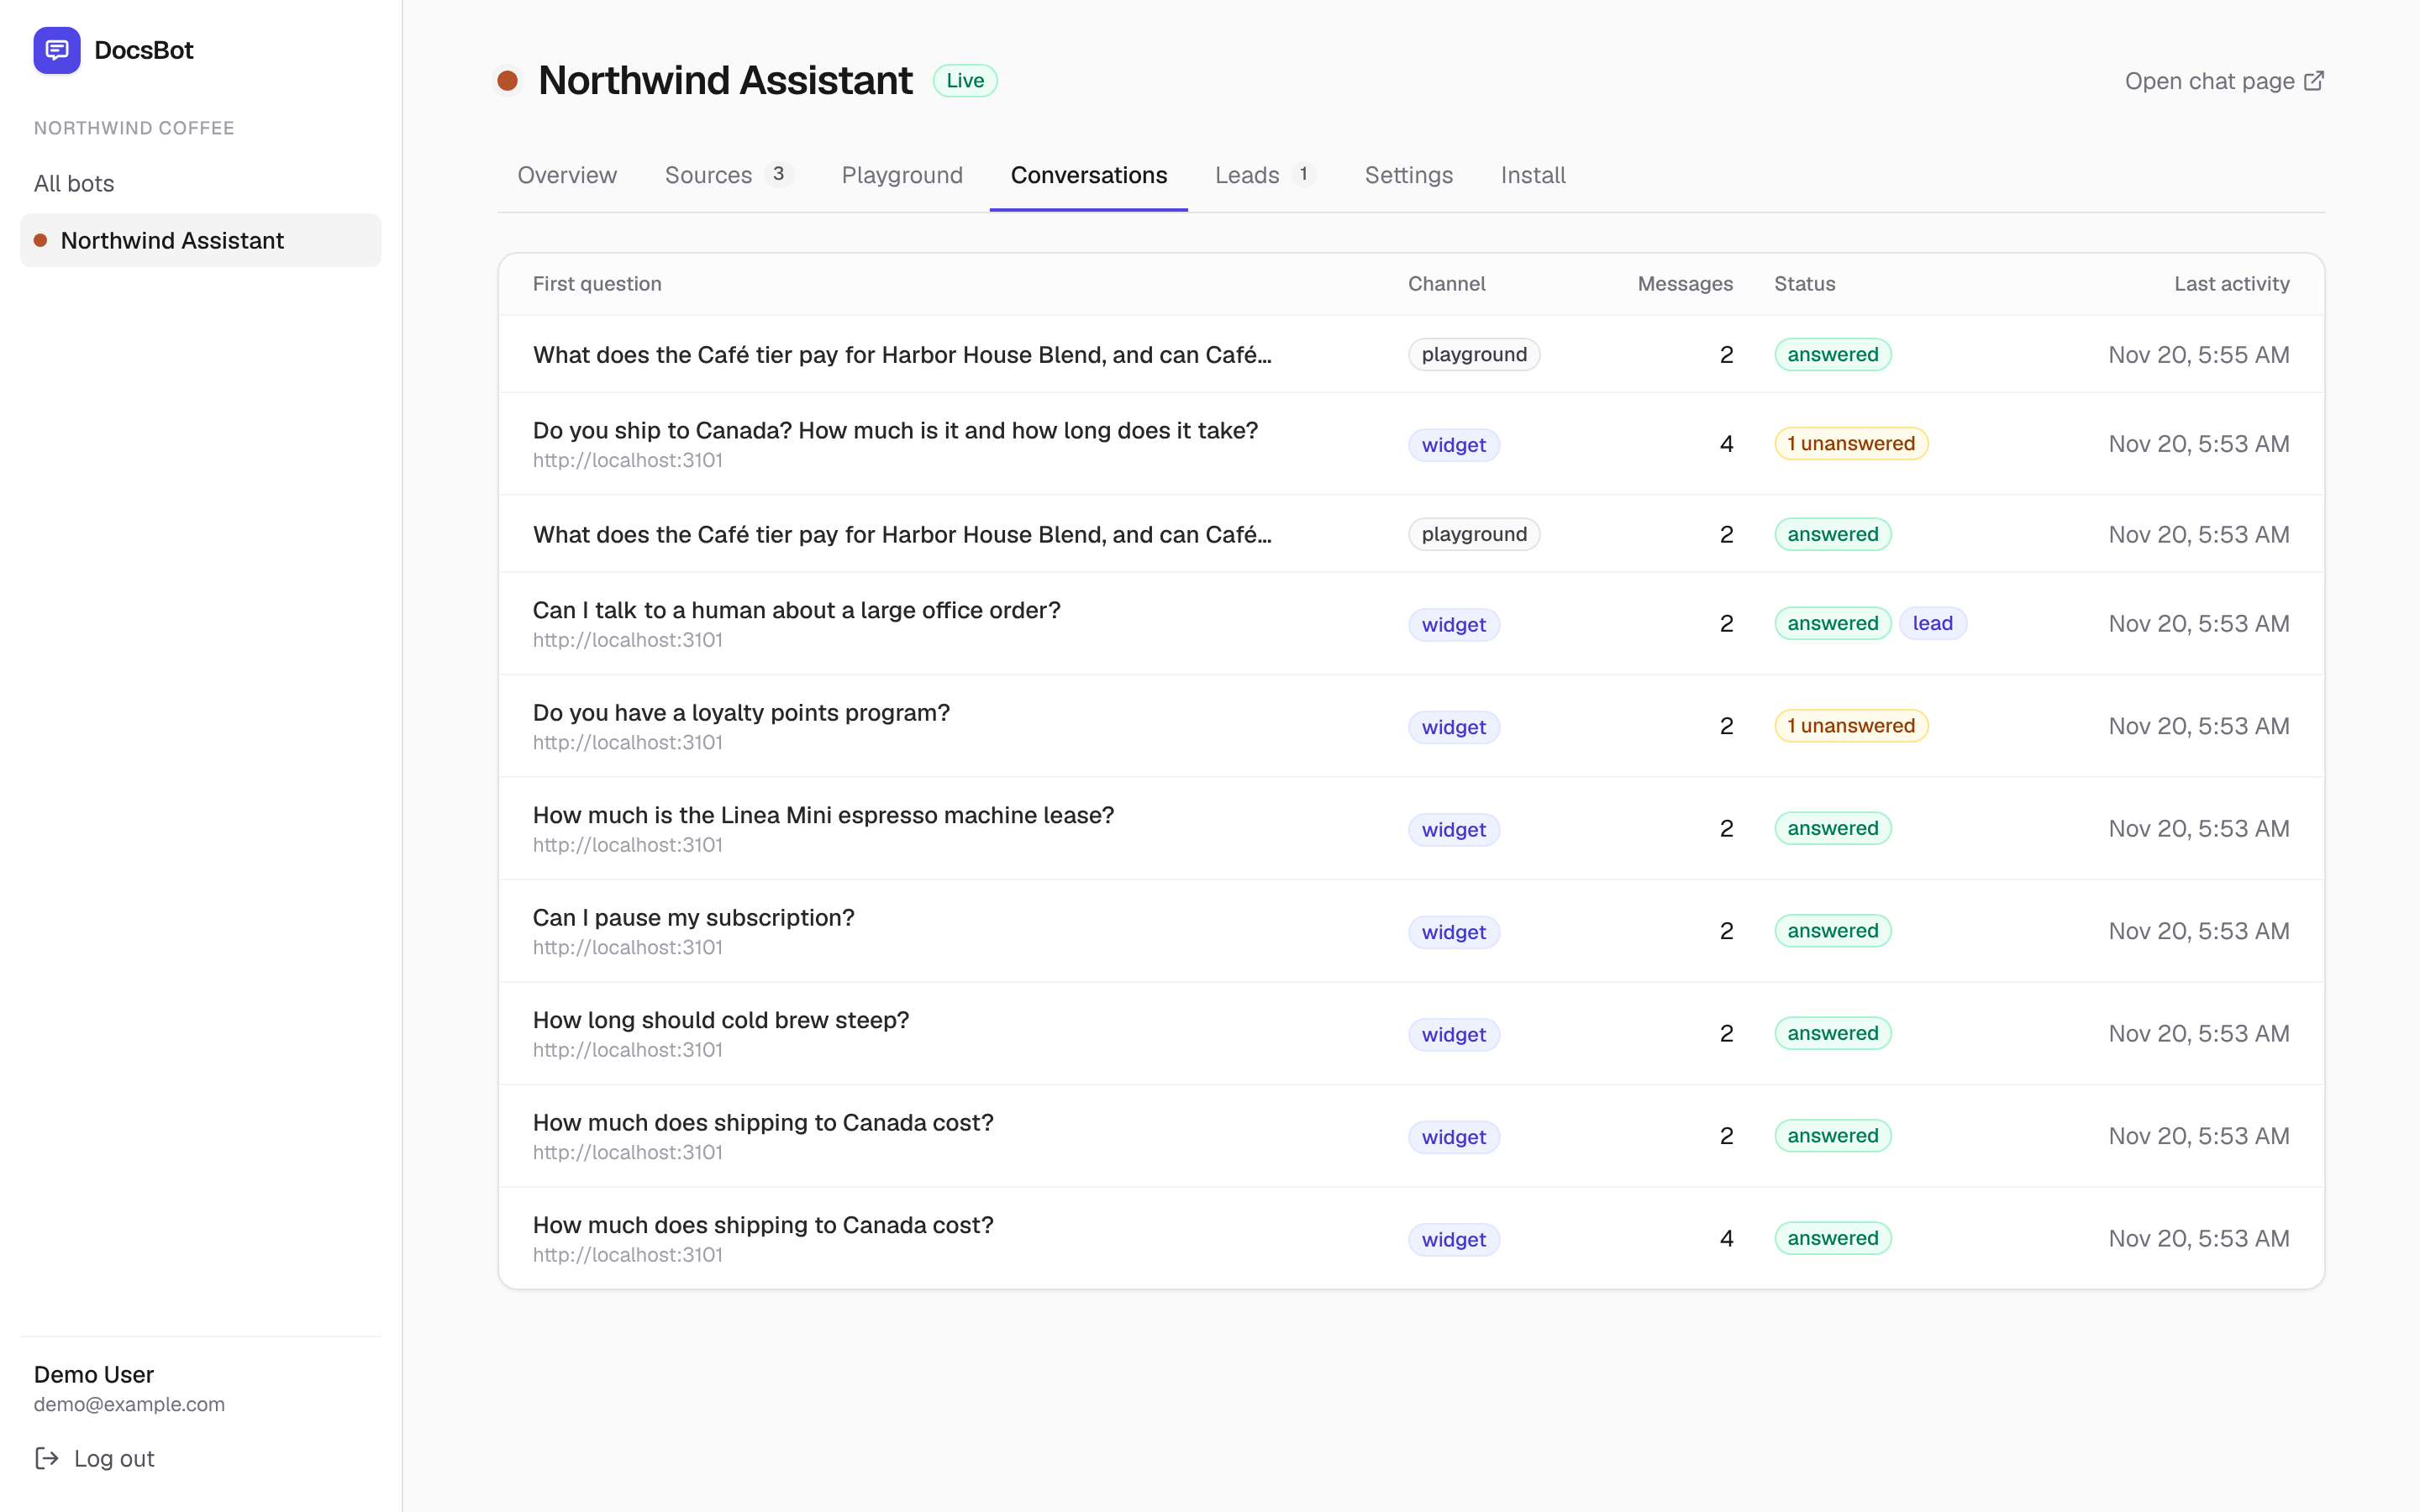 DocsBot
NORTHWIND COFFEE
All bots
Northwind Assistant
Demo User
demo@example.com
Log out
Northwind Assistant Live
Open chat page
Overview Sources 3 Playground Conversations Leads 1 Settings Install
First question Channel Messages Status Last activity
What does the Café tier pay for Harbor House Blend, and can Café... playground 2 answered Nov 20, 5:55 AM
Do you ship to Canada? How much is it and how long does it take? widget 4 1 unanswered Nov 20, 5:53 AM
http://localhost:3101
What does the Café tier pay for Harbor House Blend, and can Café... playground 2 answered Nov 20, 5:53 AM
Can I talk to a human about a large office order? widget 2 answered lead Nov 20, 5:53 AM
http://localhost:3101
Do you have a loyalty points program? widget 2 1 unanswered Nov 20, 5:53 AM
http://localhost:3101
How much is the Linea Mini espresso machine lease? widget 2 answered Nov 20, 5:53 AM
http://localhost:3101
Can I pause my subscription? widget 2 answered Nov 20, 5:53 AM
http://localhost:3101
How long should cold brew steep? widget 2 answered Nov 20, 5:53 AM
http://localhost:3101
How much does shipping to Canada cost? widget 2 answered Nov 20, 5:53 AM
http://localhost:3101
How much does shipping to Canada cost? widget 4 answered Nov 20, 5:53 AM
http://localhost:3101